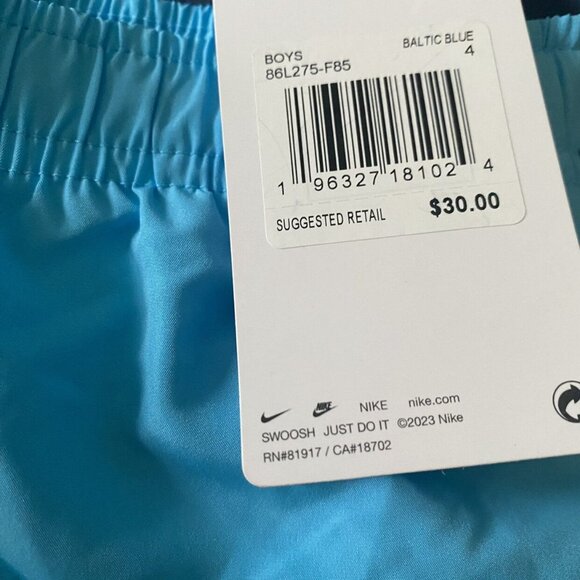 BOYS BALTIC BLUE
86L275-F85 4
1 96327 18102 4
SUGGESTED RETAIL $30.00
NIKE NIKE nike.com
SWOOSH JUST DO IT ©2023 Nike
RN#81917 / CA#18702